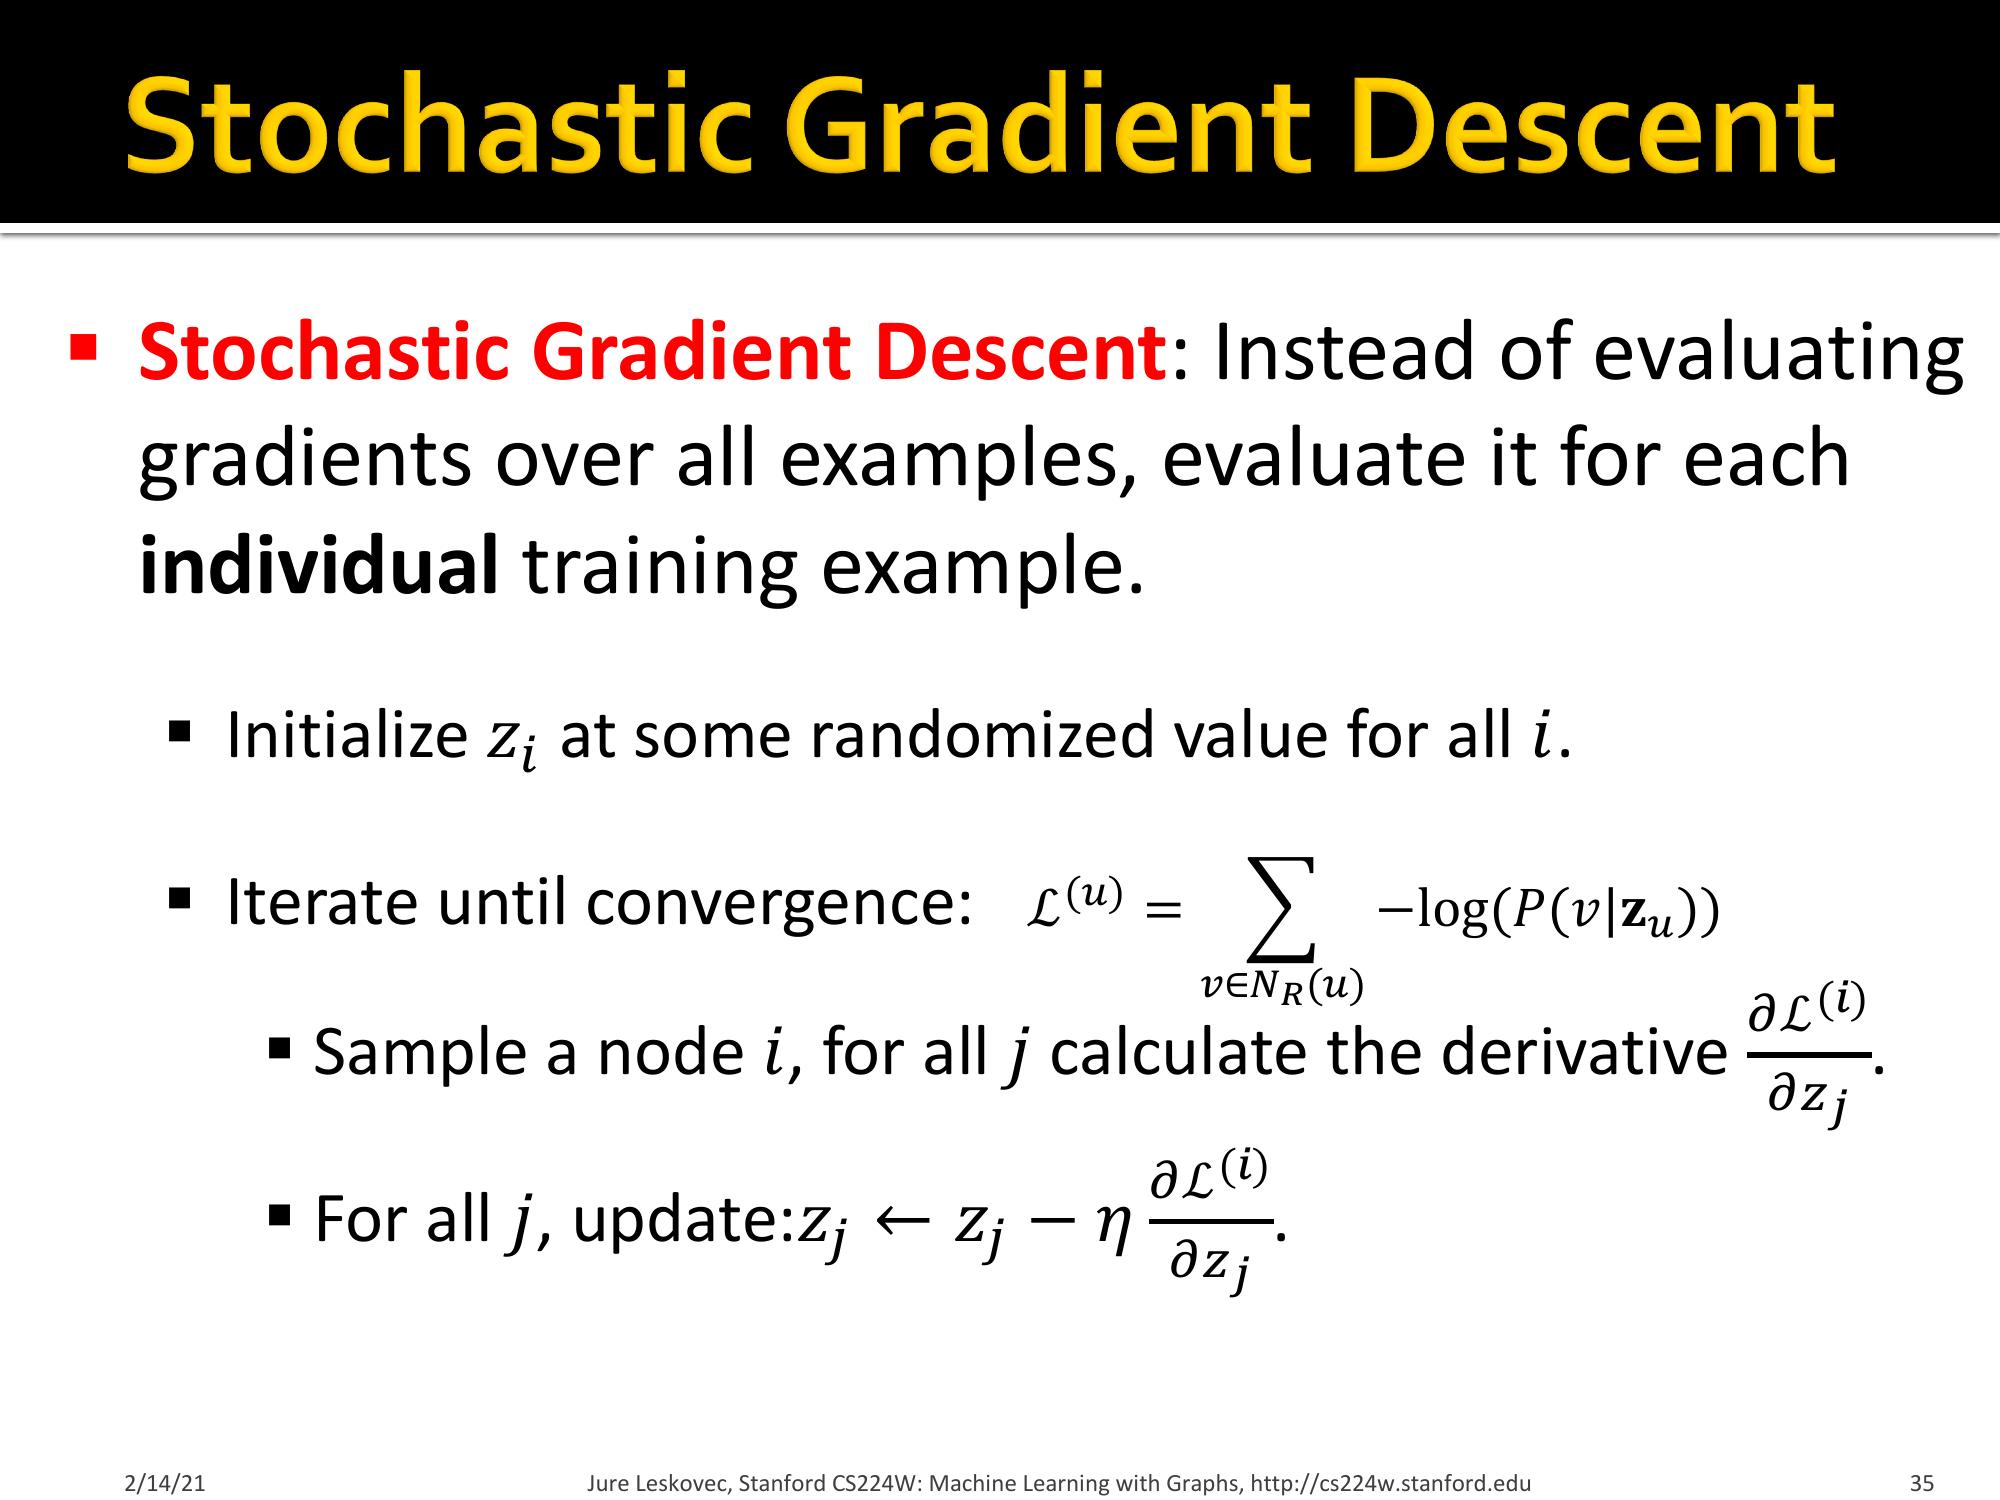 Stochastic Gradient Descent
▪ Stochastic Gradient Descent: Instead of evaluating
gradients over all examples, evaluate it for each
individual training example.
▪ Initialize $z_i$ at some randomized value for all $i$.
▪ Iterate until convergence: $\mathcal{L}^{(u)} = \sum_{v \in N_R(u)} -\log(P(v|\mathbf{z}_u))$
▪ Sample a node $i$, for all $j$ calculate the derivative $\frac{\partial \mathcal{L}^{(i)}}{\partial z_j}$.
▪ For all $j$, update:$z_j \leftarrow z_j - \eta \frac{\partial \mathcal{L}^{(i)}}{\partial z_j}$.
2/14/21 Jure Leskovec, Stanford CS224W: Machine Learning with Graphs, http://cs224w.stanford.edu 35